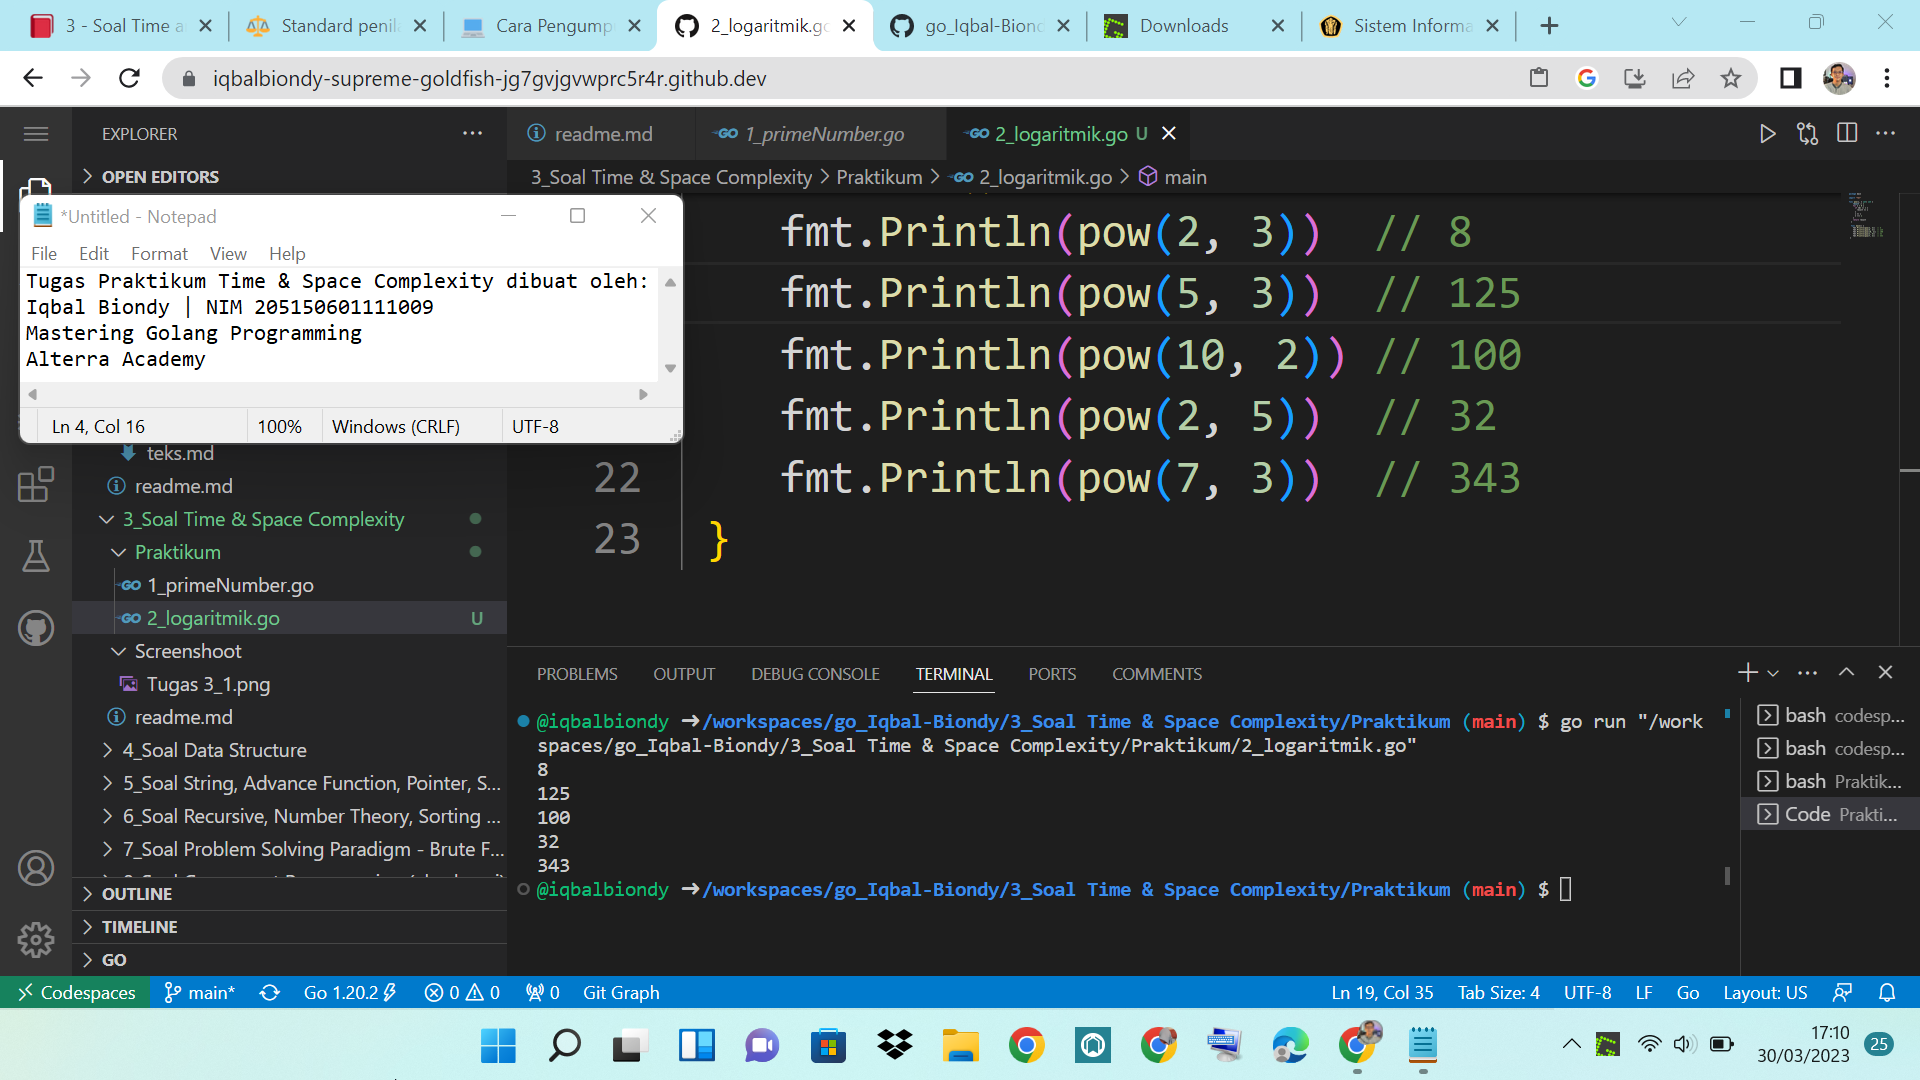 3 - Soal Time a
Standard penil
Cara Pengump
2_logaritmik.go
go_Iqbal-Bion
Downloads
Sistem Informa
iqbalbiondy-supreme-goldfish-jg7gvjgvwprc5r4r.github.dev
EXPLORER
OPEN EDITORS
readme.md
1_primeNumber.go
2_logaritmik.go U
3_Soal Time & Space Complexity > Praktikum > 2_logaritmik.go > main
*Untitled - Notepad
File Edit Format View Help
Tugas Praktikum Time & Space Complexity dibuat oleh:
Iqbal Biondy | NIM 205150601111009
Mastering Golang Programming
Alterra Academy
Ln 4, Col 16 100% Windows (CRLF) UTF-8
fmt.Println(pow(2, 3)) // 8
fmt.Println(pow(5, 3)) // 125
fmt.Println(pow(10, 2)) // 100
fmt.Println(pow(2, 5)) // 32
22 fmt.Println(pow(7, 3)) // 343
23 }
teks.md
readme.md
3_Soal Time & Space Complexity
Praktikum
GO 1_primeNumber.go
GO 2_logaritmik.go U
Screenshoot
Tugas 3_1.png
readme.md
4_Soal Data Structure
5_Soal String, Advance Function, Pointer, S...
6_Soal Recursive, Number Theory, Sorting ...
7_Soal Problem Solving Paradigm - Brute F...
OUTLINE
TIMELINE
GO
PROBLEMS OUTPUT DEBUG CONSOLE TERMINAL PORTS COMMENTS
@iqbalbiondy ➜/workspaces/go_Iqbal-Biondy/3_Soal Time & Space Complexity/Praktikum (main) $ go run "/work
spaces/go_Iqbal-Biondy/3_Soal Time & Space Complexity/Praktikum/2_logaritmik.go"
8
125
100
32
343
@iqbalbiondy ➜/workspaces/go_Iqbal-Biondy/3_Soal Time & Space Complexity/Praktikum (main) $
bash codesp...
bash codesp...
bash Praktik...
Code Prakti...
Codespaces main* Go 1.20.2 0 0 0 Git Graph
Ln 19, Col 35 Tab Size: 4 UTF-8 LF Go Layout: US
17:10
30/03/2023
25